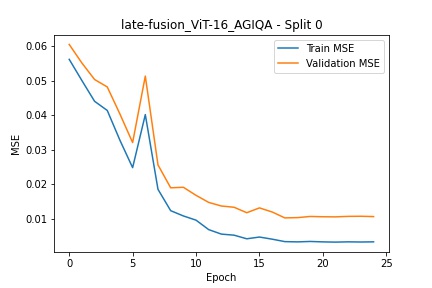 late-fusion_ViT-16_AGIQA - Split 0
Train MSE
Validation MSE
MSE
0.06
0.05
0.04
0.03
0.02
0.01
0 5 10 15 20 25
Epoch